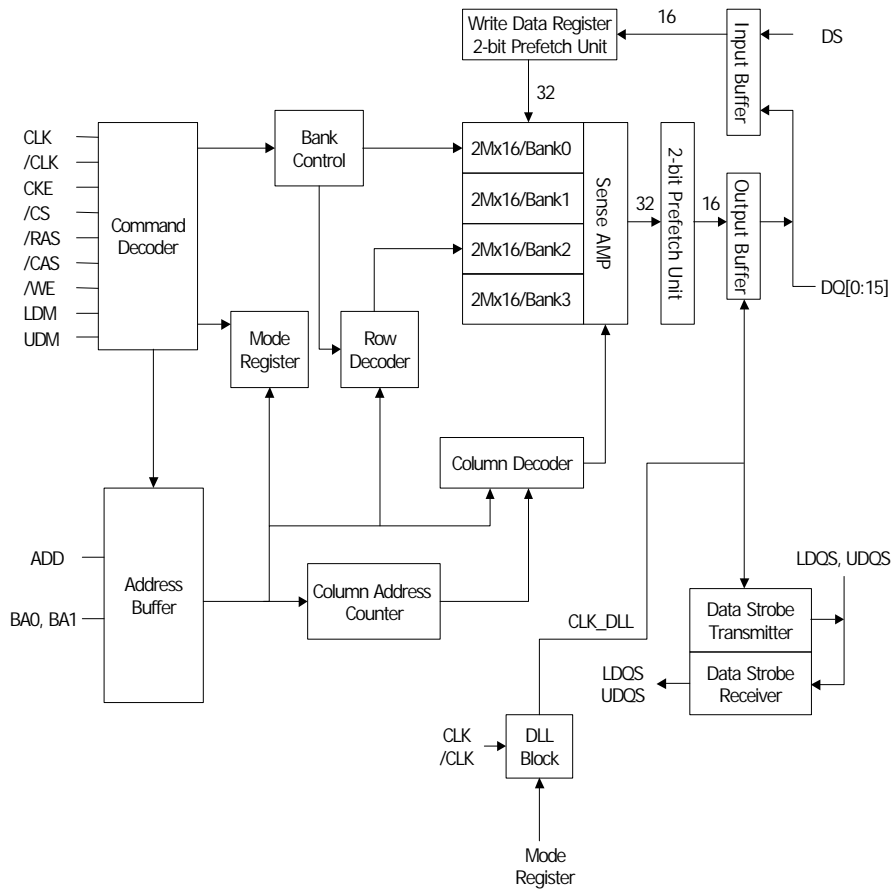 Write Data Register
2-bit Prefetch Unit
16
Input Buffer
DS
32
CLK
/CLK
CKE
/CS
/RAS
/CAS
/WE
LDM
UDM
Command
Decoder
Bank
Control
2Mx16/Bank0
2Mx16/Bank1
2Mx16/Bank2
2Mx16/Bank3
Sense AMP
32
2-bit Prefetch Unit
16
Output Buffer
DQ[0:15]
Mode
Register
Row
Decoder
Column Decoder
ADD
BA0, BA1
Address
Buffer
Column Address
Counter
LDQS, UDQS
CLK_DLL
Data Strobe
Transmitter
Data Strobe
Receiver
LDQS
UDQS
CLK
/CLK
DLL
Block
Mode
Register